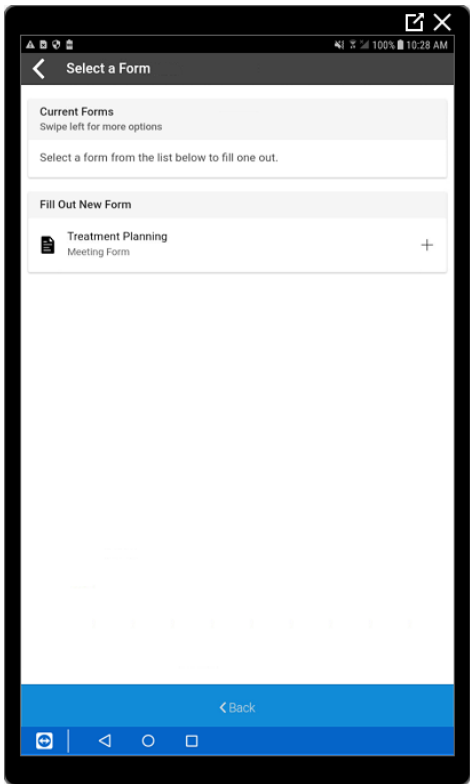 100% 10:28 AM
Select a Form
Current Forms
Swipe left for more options
Select a form from the list below to fill one out.
Fill Out New Form
Treatment Planning
Meeting Form
Back